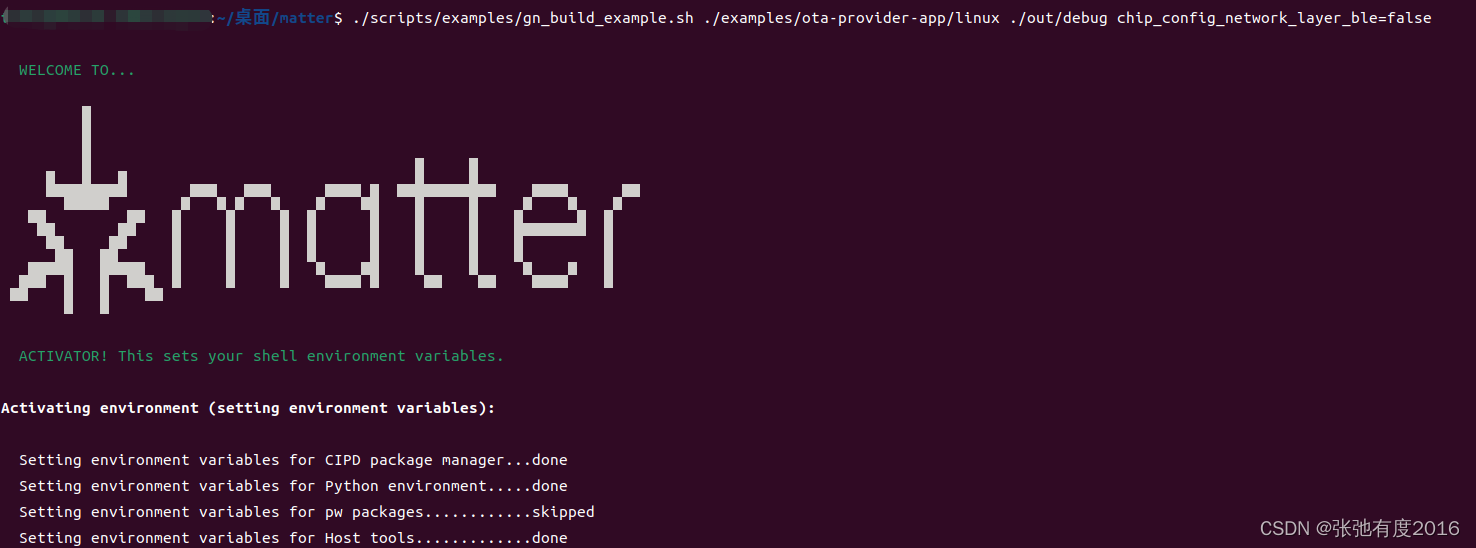 :~/桌面/matter$ ./scripts/examples/gn_build_example.sh ./examples/ota-provider-app/linux ./out/debug chip_config_network_layer_ble=false
WELCOME TO...
matter
ACTIVATOR! This sets your shell environment variables.
Activating environment (setting environment variables):
Setting environment variables for CIPD package manager...done
Setting environment variables for Python environment.....done
Setting environment variables for pw packages............skipped
Setting environment variables for Host tools.............done
CSDN @张弛有度2016